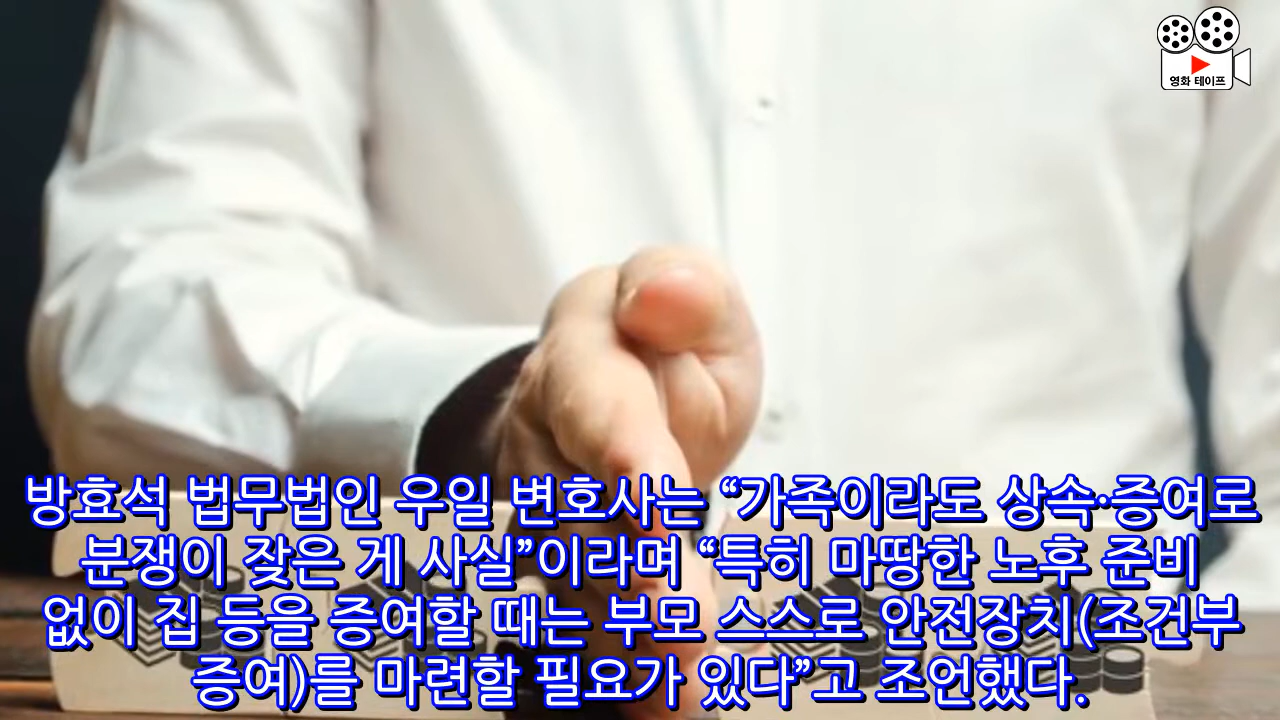 영화 테이프
방효석 법무법인 우일 변호사는 “가족이라도 상속·증여로
분쟁이 잦은 게 사실”이라며 “특히 마땅한 노후 준비
없이 집 등을 증여할 때는 부모 스스로 안전장치(조건부
증여)를 마련할 필요가 있다”고 조언했다.